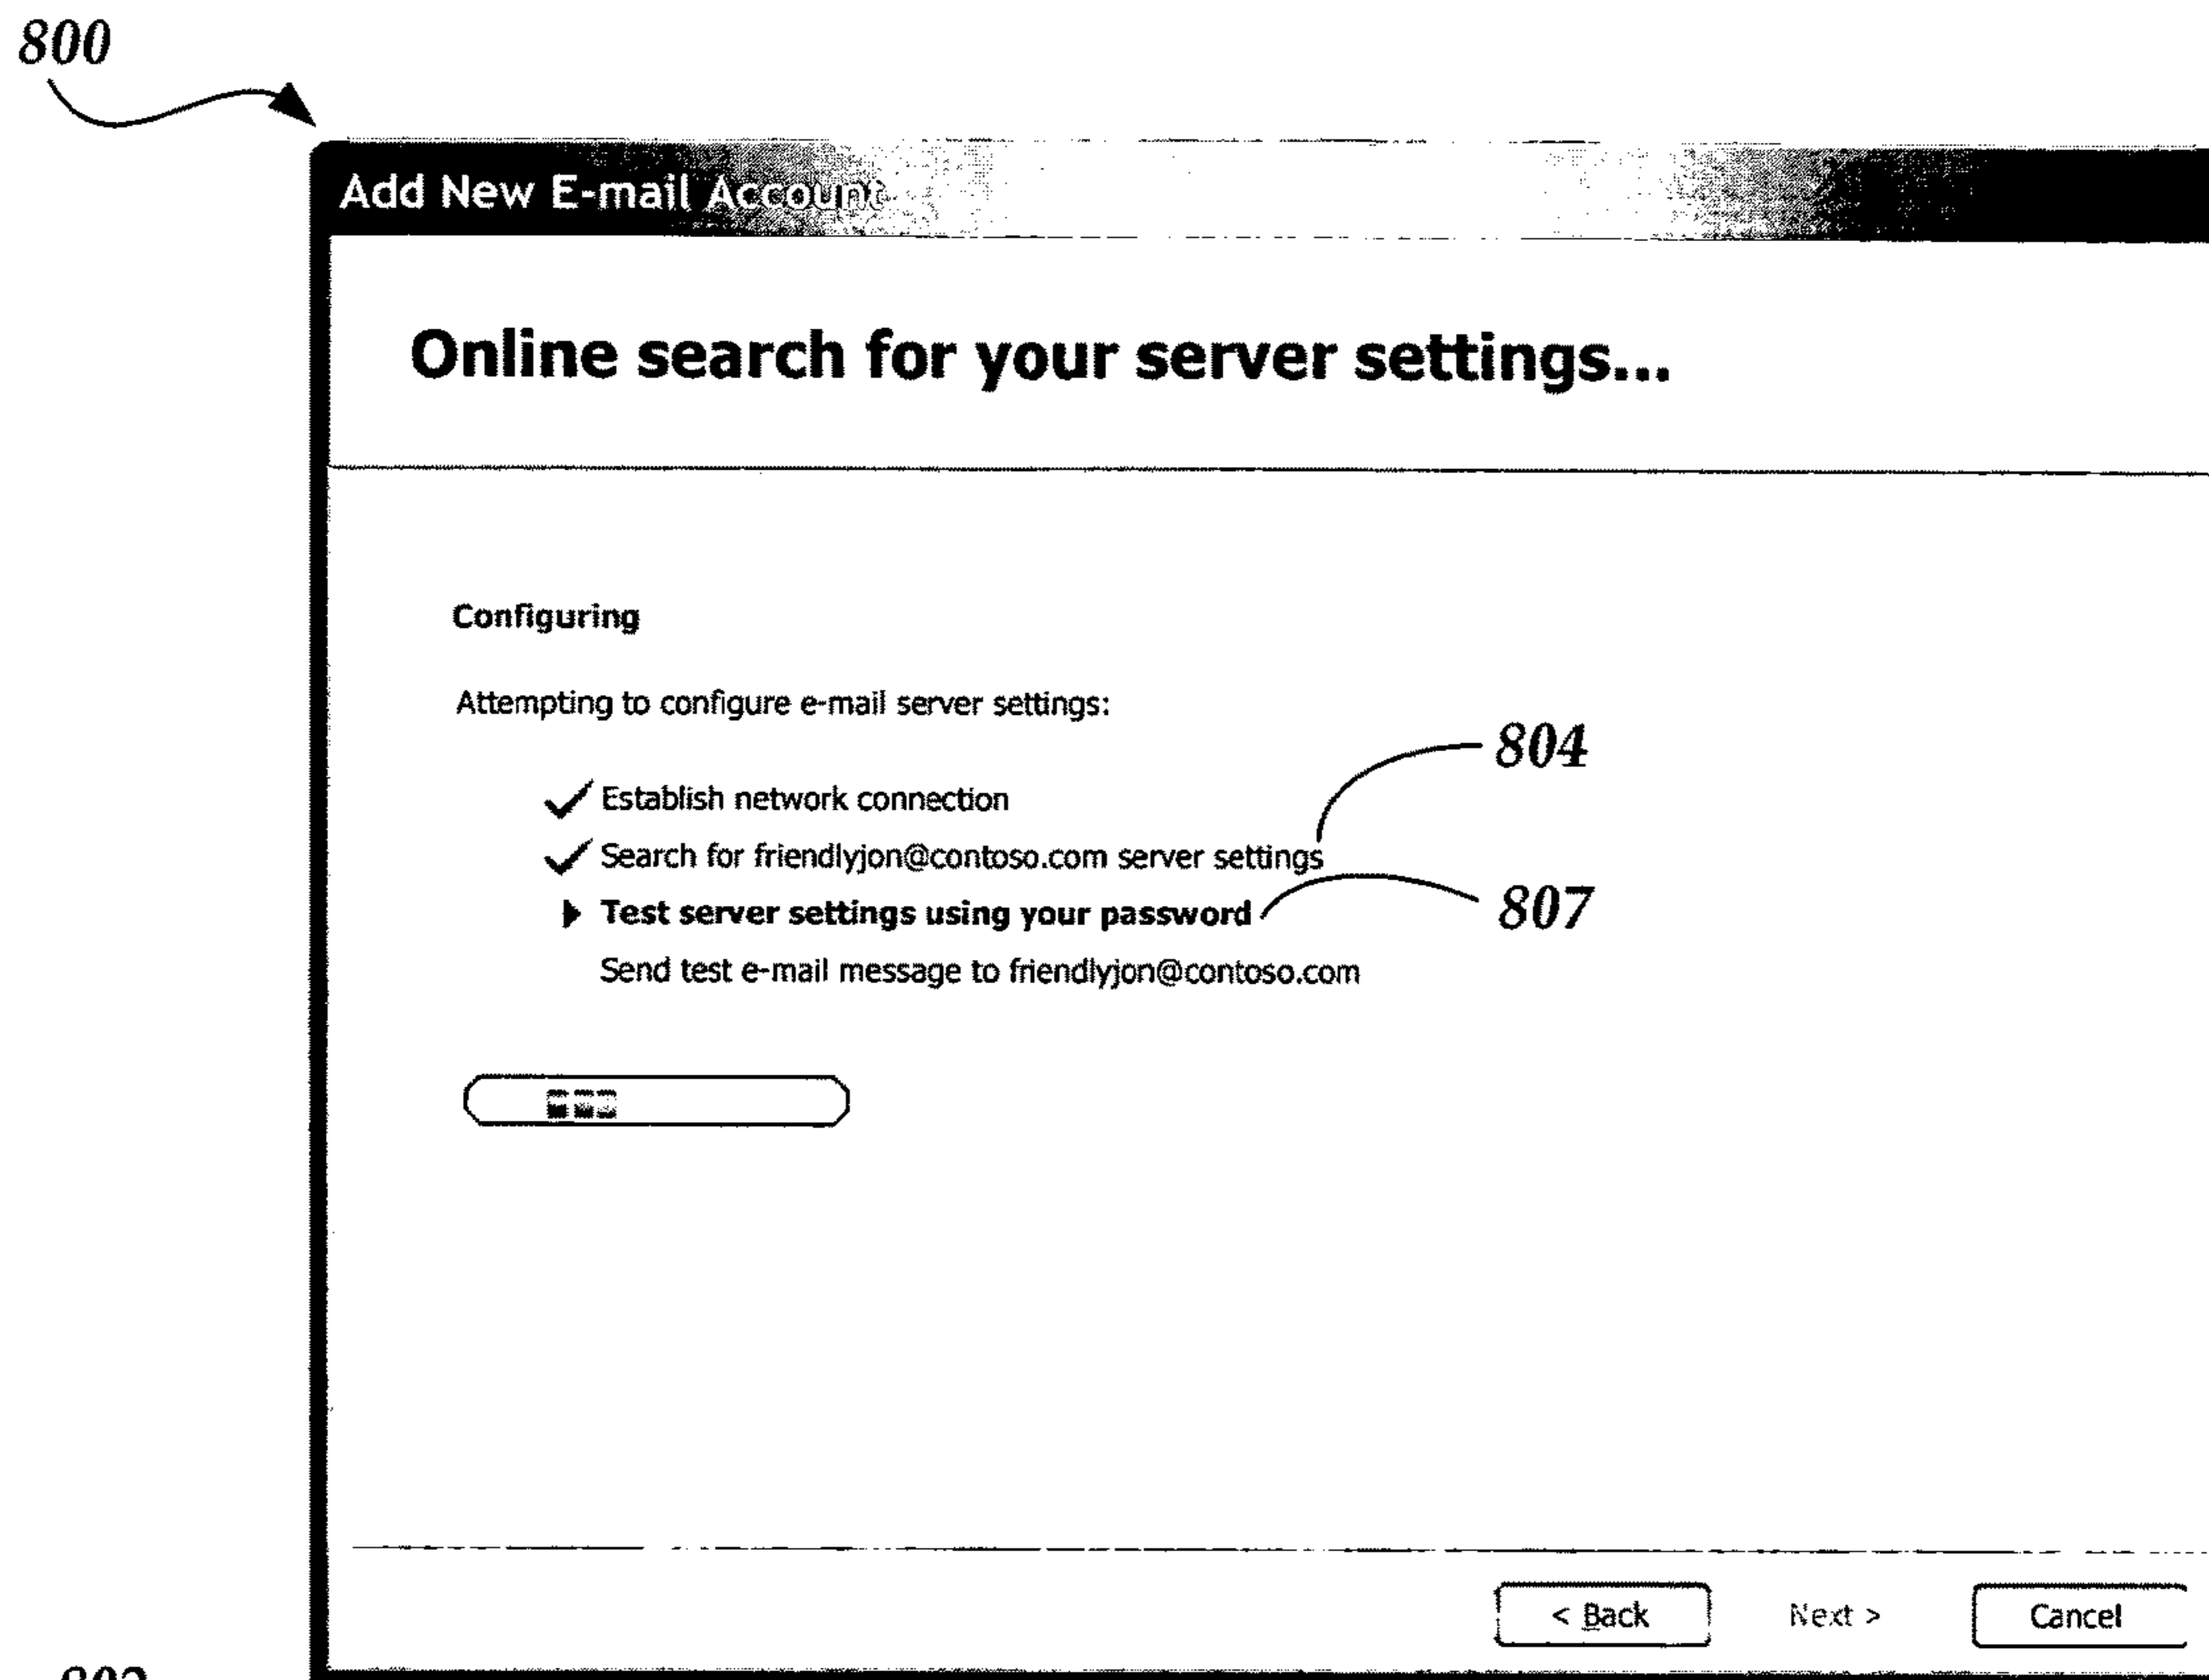 800
Add New E-mail Account
Online search for your server settings...
Configuring
Attempting to configure e-mail server settings:
804
Establish network connection
Search for friendlyjon@contoso.com server settings
807
Test server settings using your password
Send test e-mail message to friendlyjon@contoso.com
< Back Next > Cancel